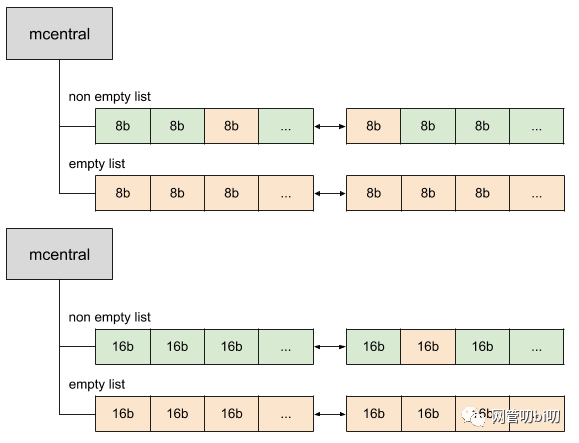 mcentral
non empty list
8b 8b 8b ... 8b 8b 8b ...
empty list
8b 8b 8b ... 8b 8b 8b ...
mcentral
non empty list
16b 16b 16b ... 16b 16b 16b ...
empty list
16b 16b 16b ... 16b 16b 16b ...
网管叨bi叨